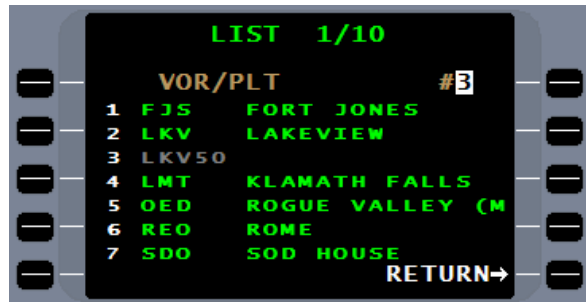 LIST 1/10
VOR/PLT #3
1 FJS FORT JONES
2 LKV LAKEVIEW
3 LKV50
4 LMT KLAMATH FALLS
5 OED ROGUE VALLEY (M
6 REO ROME
7 SDO SOD HOUSE
RETURN→